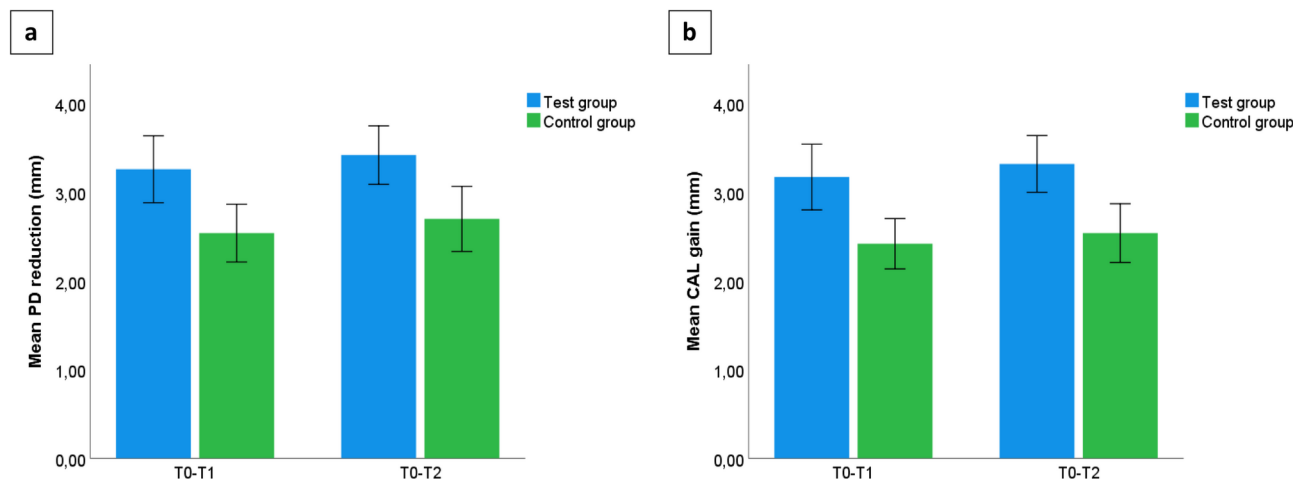 a
Mean PD reduction (mm)
4,00
3,00
2,00
1,00
0,00
T0-T1
T0-T2
Test group
Control group
b
Mean CAL gain (mm)
4,00
3,00
2,00
1,00
0,00
T0-T1
T0-T2
Test group
Control group